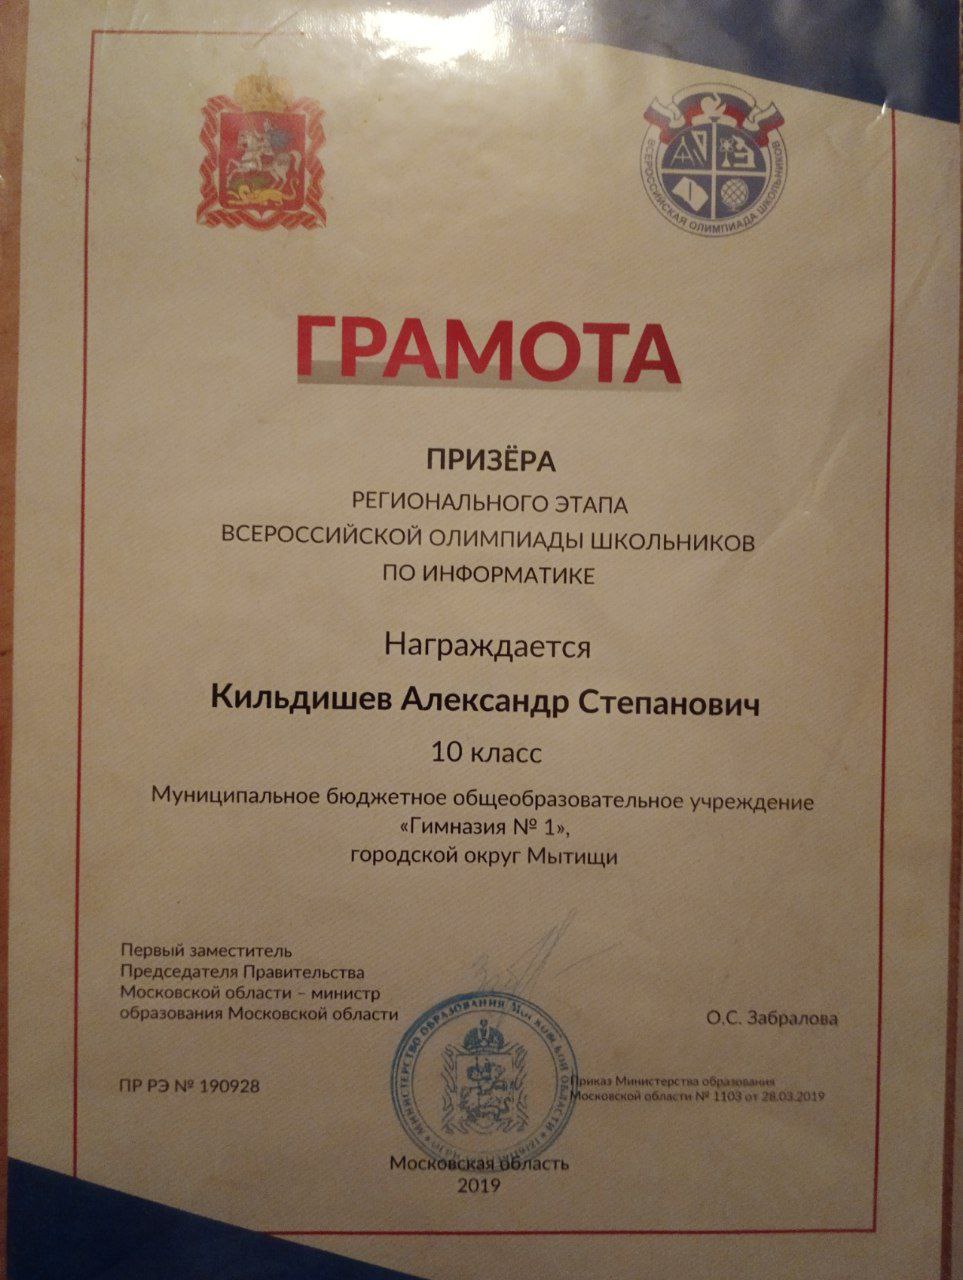 ВСЕРОССИЙСКАЯ ОЛИМПИАДА ШКОЛЬНИКОВ
ГРАМОТА
ПРИЗЁРА
РЕГИОНАЛЬНОГО ЭТАПА
ВСЕРОССИЙСКОЙ ОЛИМПИАДЫ ШКОЛЬНИКОВ
ПО ИНФОРМАТИКЕ
Награждается
Кильдишев Александр Степанович
10 класс
Муниципальное бюджетное общеобразовательное учреждение
«Гимназия № 1»,
городской округ Мытищи
Первый заместитель
Председателя Правительства
Московской области – министр
образования Московской области
О.С. Забралова
МИНИСТЕРСТВО ОБРАЗОВАНИЯ МОСКОВСКОЙ ОБЛАСТИ
ПР РЭ № 190928
Приказ Министерства образования
Московской области № 1103 от 28.03.2019
Московская область
2019